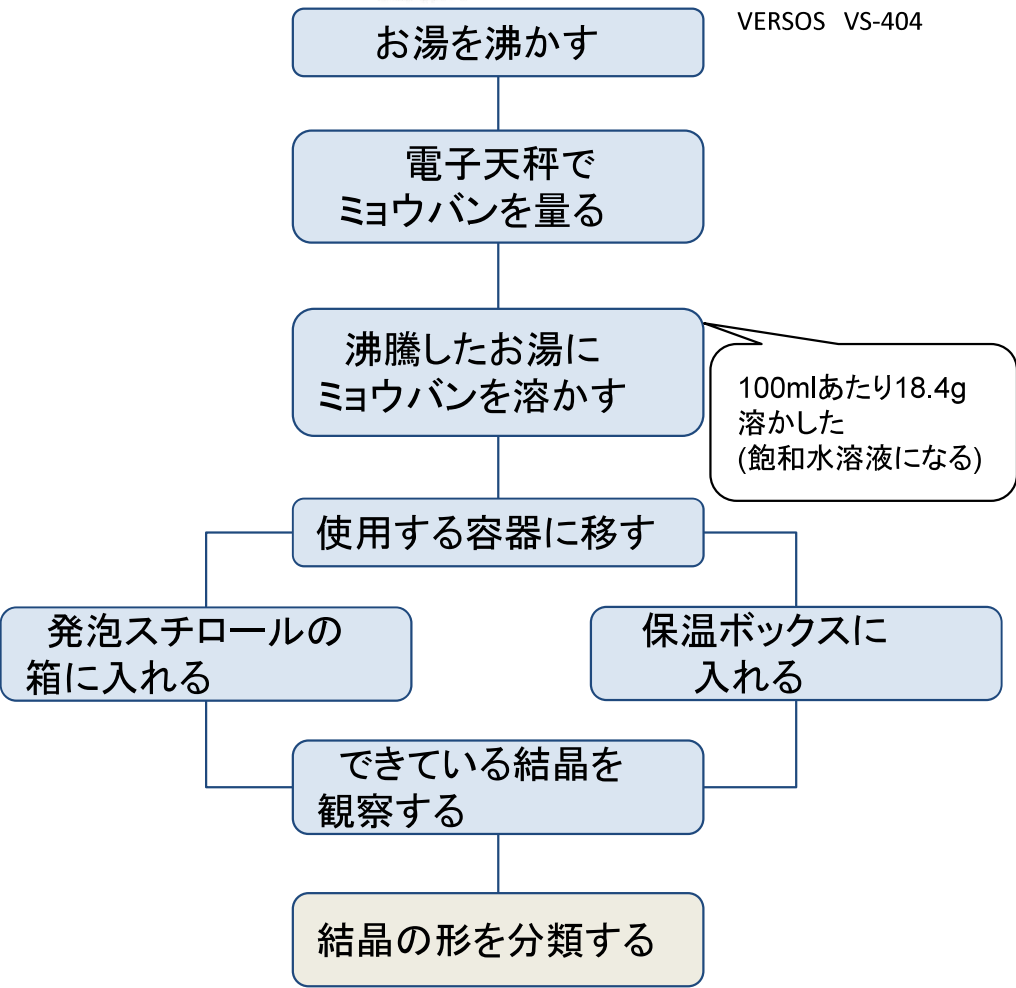 お湯を沸かす
VERSOS VS-404
電子天秤で
ミョウバンを量る
沸騰したお湯に
ミョウバンを溶かす
100mlあたり18.4g
溶かした
(飽和水溶液になる)
使用する容器に移す
発泡スチロールの
箱に入れる
保温ボックスに
入れる
できている結晶を
観察する
結晶の形を分類する